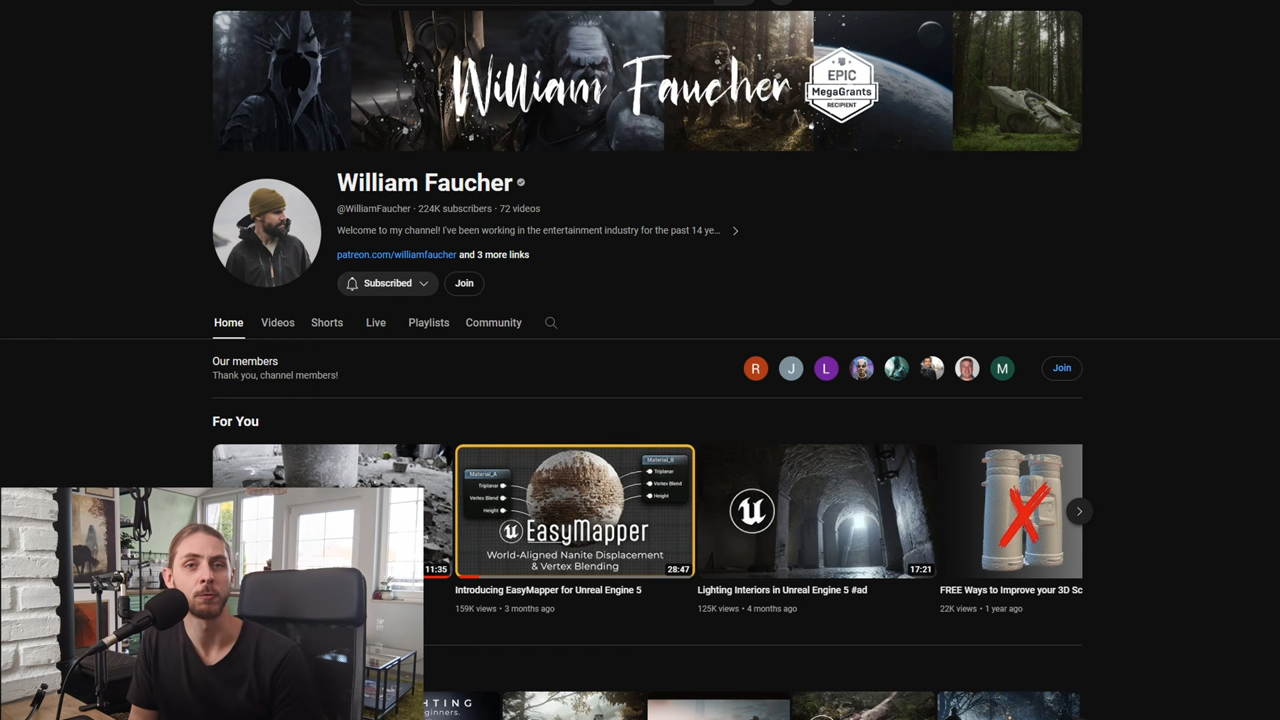 William Faucher
EPIC
MegaGrants
RECIPIENT
William Faucher
@WilliamFaucher · 224K subscribers · 72 videos
Welcome to my channel! I've been working in the entertainment industry for the past 14 ye...
patreon.com/williamfaucher and 3 more links
Subscribed
Join
Home Videos Shorts Live Playlists Community
Our members
Thank you, channel members!
R J L M
Join
For You
Material_A
Triplanar
Vertex Blend
Height
Material_B
Triplanar
Vertex Blend
Height
EasyMapper
World-Aligned Nanite Displacement
& Vertex Blending
11:35
28:47
17:21
Introducing EasyMapper for Unreal Engine 5
159K views • 3 months ago
Lighting Interiors in Unreal Engine 5 #ad
125K views • 4 months ago
FREE Ways to Improve your 3D Sc
22K views • 1 year ago
HTING
ginners.